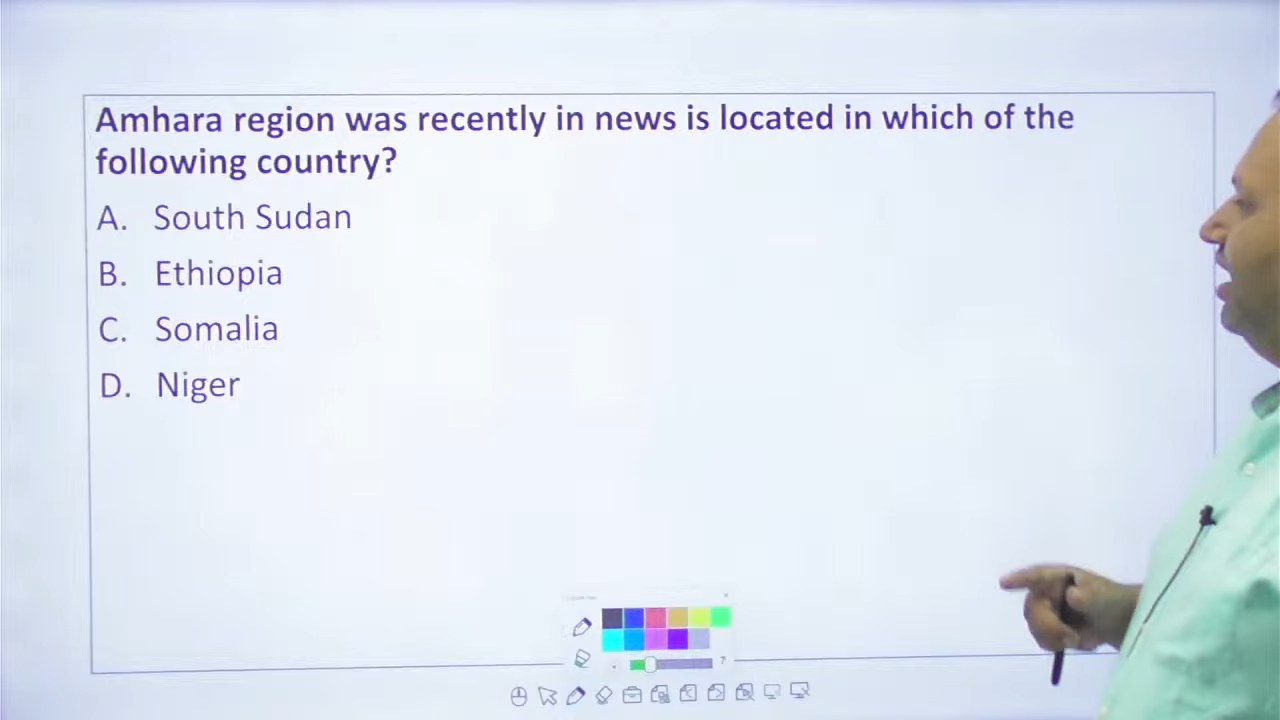 Amhara region was recently in news is located in which of the
following country?
A. South Sudan
B. Ethiopia
C. Somalia
D. Niger
7